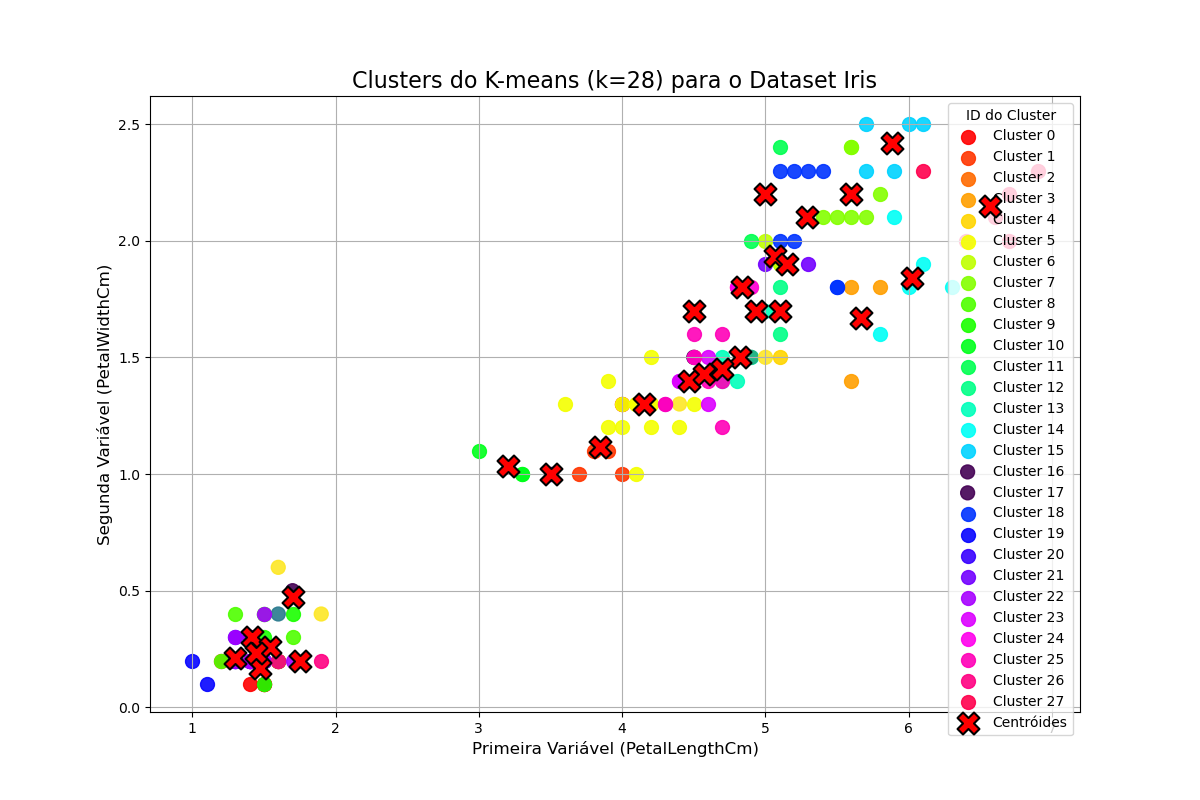 Clusters do K-means (k=28) para o Dataset Iris
Segunda Variável (PetalWidthCm)
2.5
2.0
1.5
1.0
0.5
0.0
1
2
3
4
5
6
7
Primeira Variável (PetalLengthCm)
ID do Cluster
Cluster 0
Cluster 1
Cluster 2
Cluster 3
Cluster 4
Cluster 5
Cluster 6
Cluster 7
Cluster 8
Cluster 9
Cluster 10
Cluster 11
Cluster 12
Cluster 13
Cluster 14
Cluster 15
Cluster 16
Cluster 17
Cluster 18
Cluster 19
Cluster 20
Cluster 21
Cluster 22
Cluster 23
Cluster 24
Cluster 25
Cluster 26
Cluster 27
Centróides